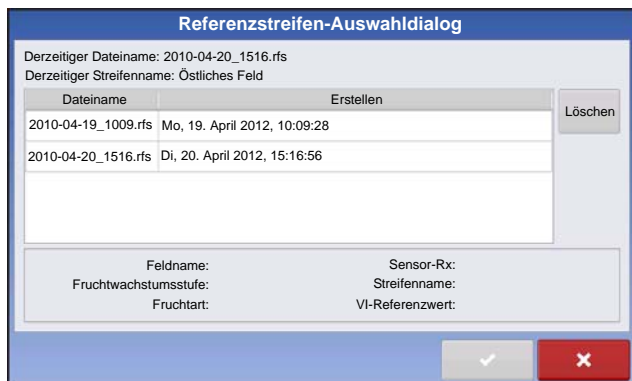 Referenzstreifen-Auswahldialog
Derzeitiger Dateiname: 2010-04-20_1516.rfs
Derzeitiger Streifenname: Östliches Feld
Dateiname Erstellen
Löschen
2010-04-19_1009.rfs Mo, 19. April 2012, 10:09:28
2010-04-20_1516.rfs Di, 20. April 2012, 15:16:56
Feldname: Sensor-Rx:
Fruchtwachstumsstufe: Streifenname:
Fruchtart: VI-Referenzwert: